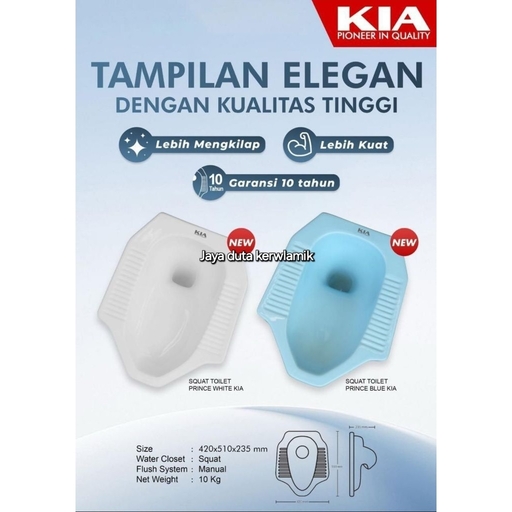 KIA
PIONEER IN QUALITY
TAMPILAN ELEGAN
DENGAN KUALITAS TINGGI
Lebih Mengkilap
Lebih Kuat
10
Tahun
Garansi 10 tahun
KIA
NEW
KIA
NEW
Jaya duta kerwlamik
SQUAT TOILET
PRINCE WHITE KIA
SQUAT TOILET
PRINCE BLUE KIA
Size : 420x510x235 mm
Water Closet : Squat
Flush System : Manual
Net Weight : 10 Kg